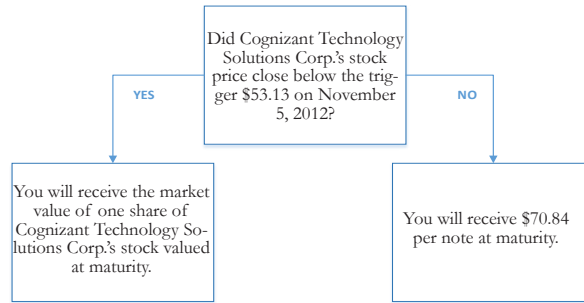 Did Cognizant Technology
Solutions Corp.'s stock
price close below the trig-
ger $53.13 on November
5, 2012?
YES
NO
You will receive the market
value of one share of
Cognizant Technology So-
lutions Corp.'s stock valued
at maturity.
You will receive $70.84
per note at maturity.